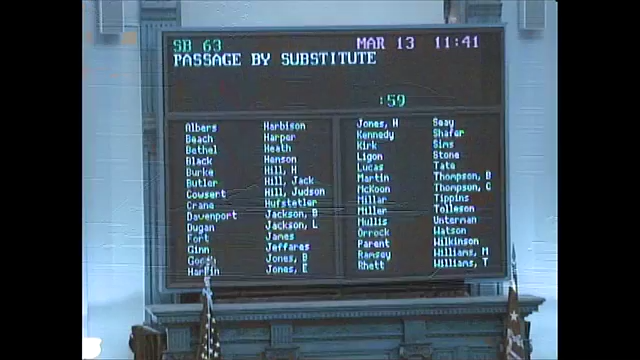 SB 63 MAR 13 11:41
PASSAGE BY SUBSTITUTE
:59
Albers Harbison Jones, H Seay
Beach Harper Kennedy Shafer
Bethel Heath Kirk Sims
Black Henson Ligon Stone
Burke Hill, H Lucas Tate
Butler Hill, Jack Martin Thompson, B
Cowsert Hill, Judson McKoon Thompson, C
Crane Hufstetler Millar Tippins
Davenport Jackson, B Miller Tolleson
Dugan Jackson, L Mullis Unterman
Fort James Orrock Watson
Ginn Jeffares Parent Wilkinson
Jones, B Ramsey Williams, M
Harbin Jones, E Rhett Williams, T